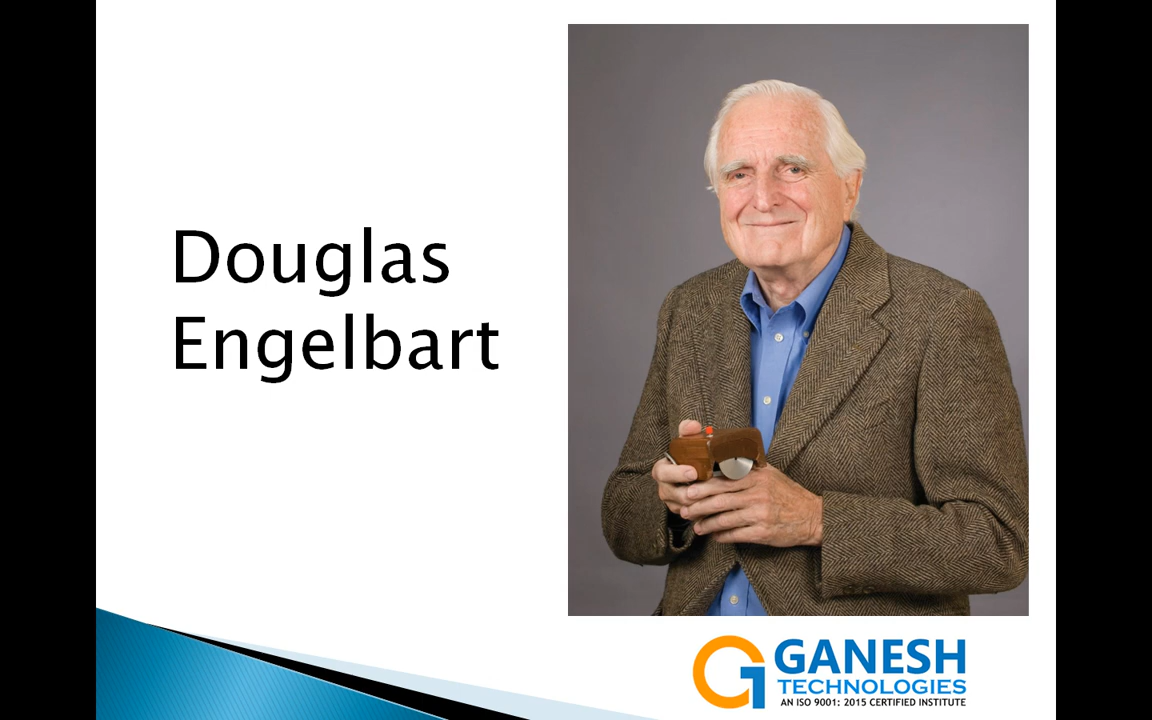 Douglas
Engelbart
GANESH
TECHNOLOGIES
AN ISO 9001: 2015 CERTIFIED INSTITUTE